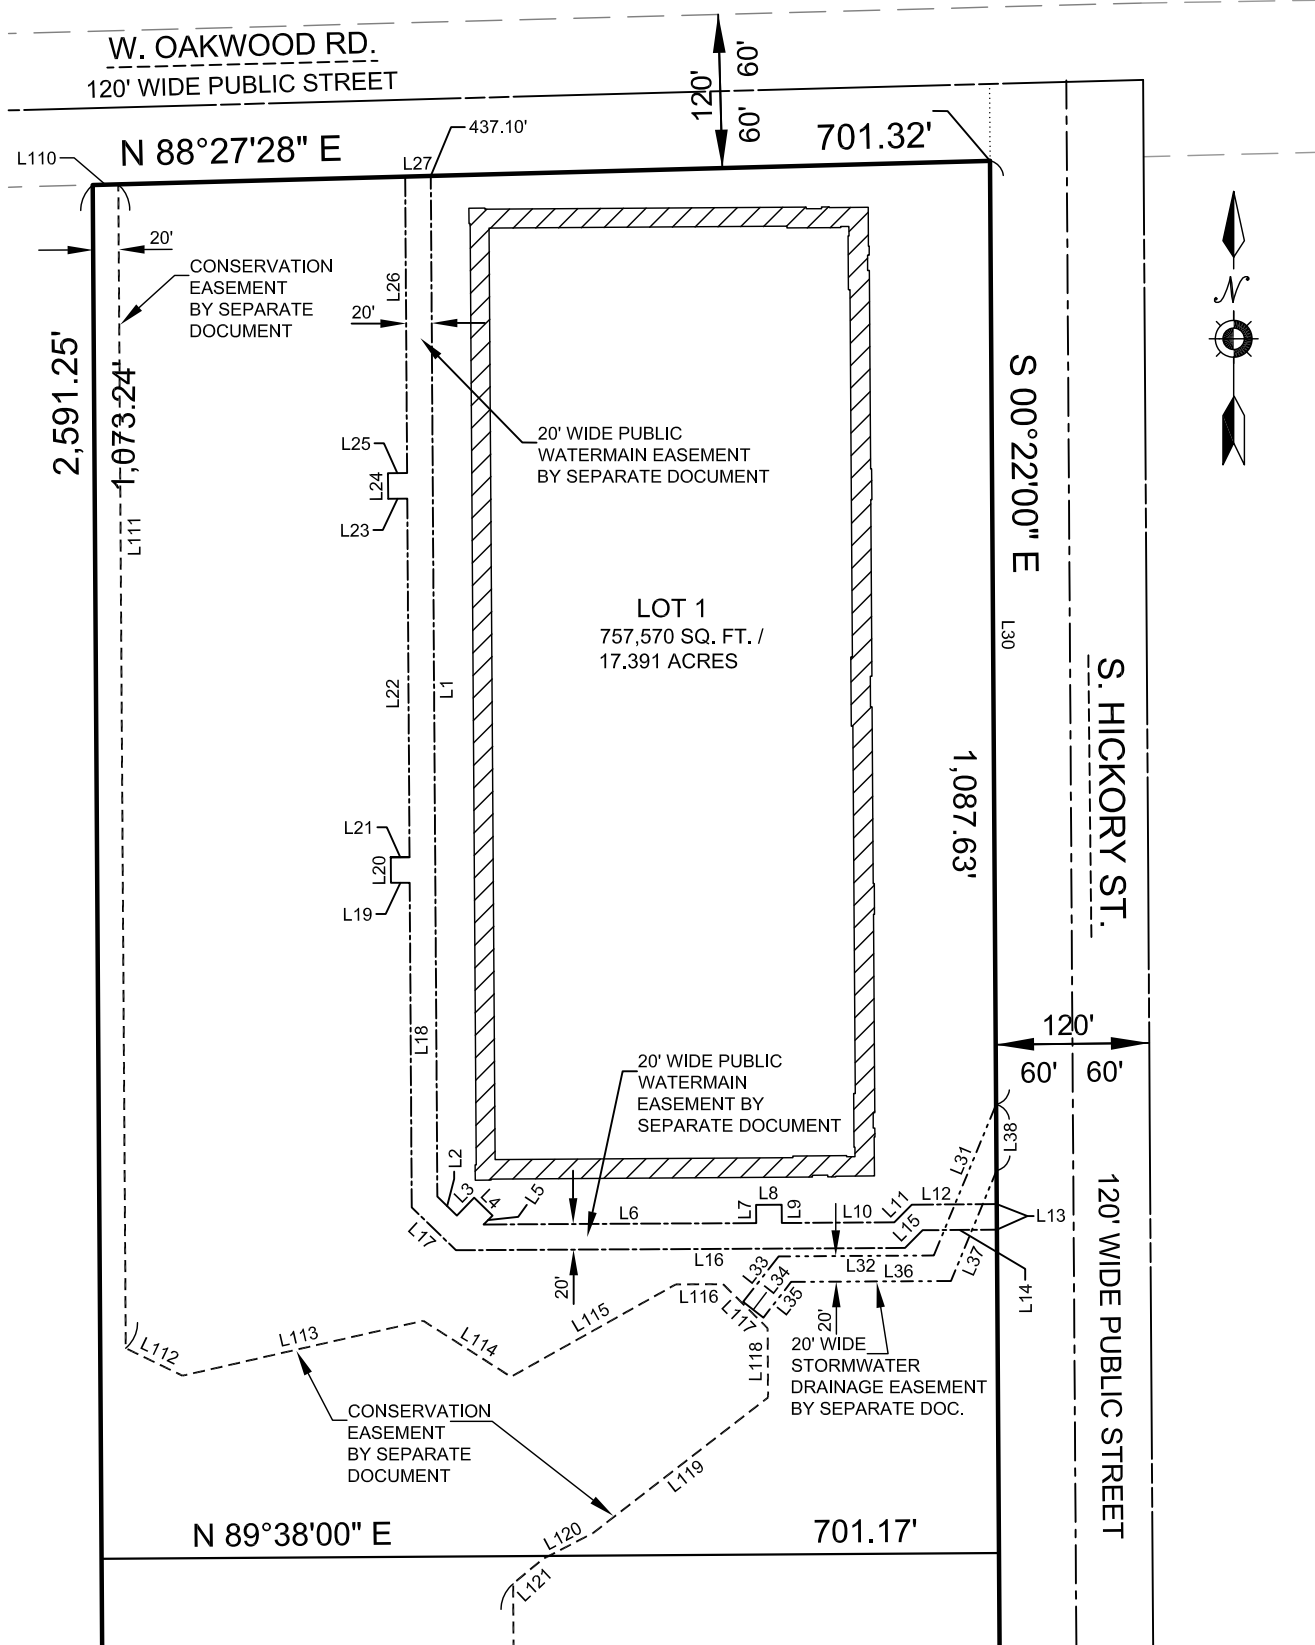 W. OAKWOOD RD.
120' WIDE PUBLIC STREET
120'
60'
60'
L110
N 88°27'28" E
L27
437.10'
701.32'
20'
CONSERVATION
EASEMENT
BY SEPARATE
DOCUMENT
L26
20'
N
2,591.25'
1,073.24'
L111
S 00°22'00" E
20' WIDE PUBLIC
WATERMAIN EASEMENT
BY SEPARATE DOCUMENT
L25
L24
L23
LOT 1
757,570 SQ. FT. /
17.391 ACRES
L30
L22
L1
S. HICKORY ST.
1,087.63'
L21
L20
L19
L18
120'
60'
60'
20' WIDE PUBLIC
WATERMAIN
EASEMENT BY
SEPARATE DOCUMENT
L2
L3
L4
L5
L6
L7
L8
L9
L10
L11
L12
L31
L38
L13
L15
L17
L16
L33
L34
L35
L32
L36
L37
L14
20'
20'
120' WIDE PUBLIC STREET
L112
L113
L114
L115
L116
L117
L118
20' WIDE
STORMWATER
DRAINAGE EASEMENT
BY SEPARATE DOC.
CONSERVATION
EASEMENT
BY SEPARATE
DOCUMENT
L119
N 89°38'00" E
L120
701.17'
L121